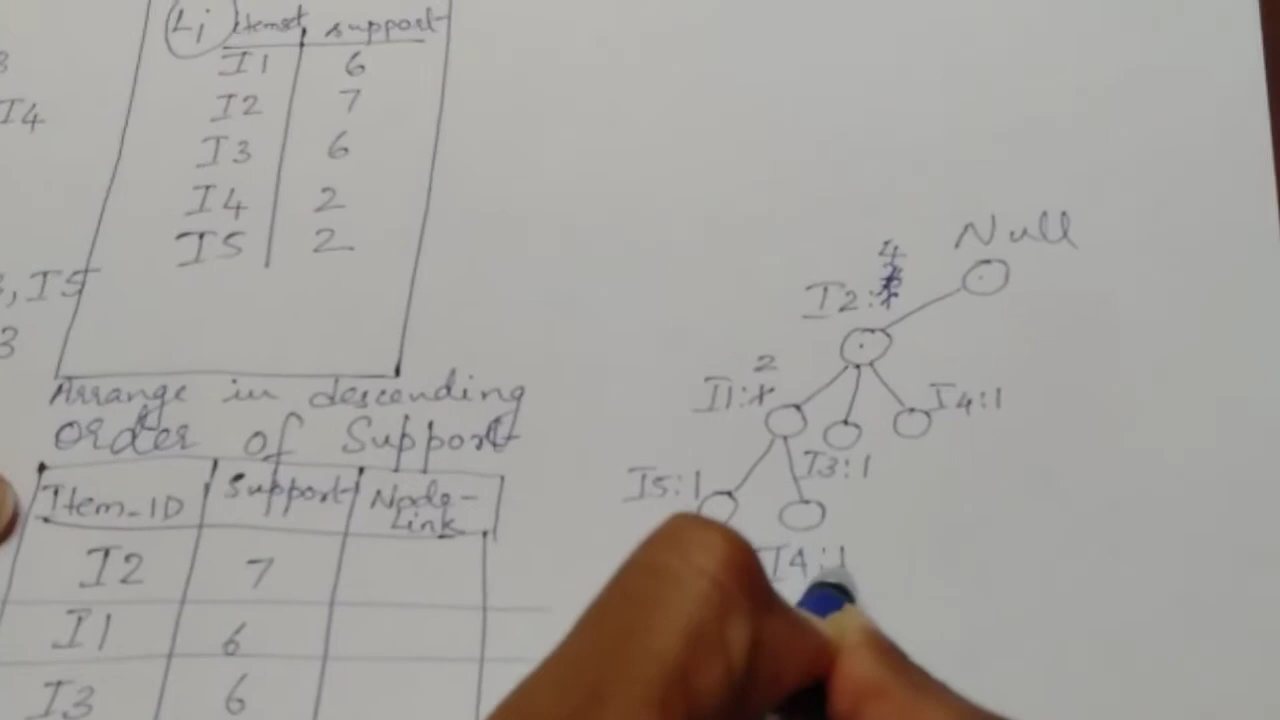 3
I4
, I5
3
L1 itemset support
I1 6
I2 7
I3 6
I4 2
I5 2
Arrange in descending
order of Support
Item-ID Support Node-
Link
I2 7
I1 6
I3 6
Null
4
I2:
2
I1:1
I4:1
I3:1
I5:1
I4:1